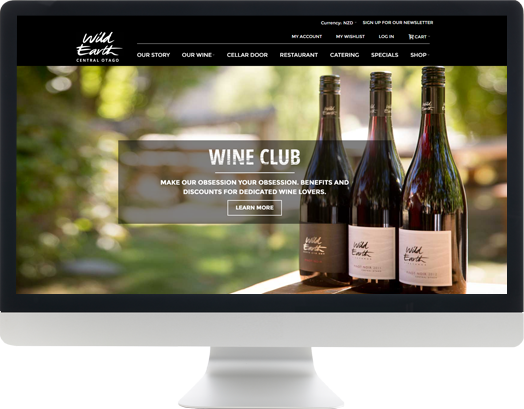 Currency: NZD
SIGN UP FOR OUR NEWSLETTER
MY ACCOUNT
MY WISHLIST
LOG IN
CART
Wild
Earth
CENTRAL OTAGO
OUR STORY
OUR WINE
CELLAR DOOR
RESTAURANT
CATERING
SPECIALS
SHOP
WINE CLUB
MAKE OUR OBSESSION YOUR OBSESSION. BENEFITS AND
DISCOUNTS FOR DEDICATED WINE LOVERS.
LEARN MORE
Wild
Earth
Wild
Earth
Wild
Earth